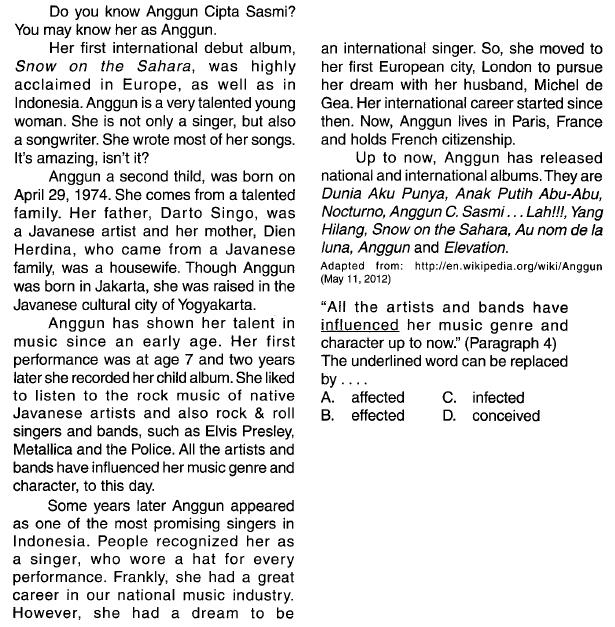 Do you know Anggun Cipta Sasmi?
You may know her as Anggun.
Her first international debut album,
Snow on the Sahara, was highly
acclaimed in Europe, as well as in
Indonesia. Anggun is a very talented young
woman. She is not only a singer, but also
a songwriter. She wrote most of her songs.
It's amazing, isn't it?
Anggun a second thild, was born on
April 29, 1974. She comes from a talented
family. Her father, Darto Singo, was
a Javanese artist and her mother, Dien
Herdina, who came from a Javanese
family, was a housewife. Though Anggun
was born in Jakarta, she was raised in the
Javanese cultural city of Yogyakarta.
Anggun has shown her talent in
music since an early age. Her first
performance was at age 7 and two years
later she recorded her child album. She liked
to listen to the rock music of native
Javanese artists and also rock & roll
singers and bands, such as Elvis Presley,
Metallica and the Police. All the artists and
bands have influenced her music genre and
character, to this day.
Some years later Anggun appeared
as one of the most promising singers in
Indonesia. People recognized her as
a singer, who wore a hat for every
performance. Frankly, she had a great
career in our national music industry.
However, she had a dream to be
an international singer. So, she moved to
her first European city, London to pursue
her dream with her husband, Michel de
Gea. Her international career started since
then. Now, Anggun lives in Paris, France
and holds French citizenship.
Up to now, Anggun has released
national and international albums. They are
Dunia Aku Punya, Anak Putih Abu-Abu,
Nocturno, Anggun C. Sasmi . . . Lah!!!, Yang
Hilang, Snow on the Sahara, Au nom de la
luna, Anggun and Elevation.
Adapted from: http://en.wikipedia.org/wiki/Anggun
(May 11, 2012)
"All the artists and bands have
influenced her music genre and
character up to now." (Paragraph 4)
The underlined word can be replaced
by . . . .
A. affected C. infected
B. effected D. conceived